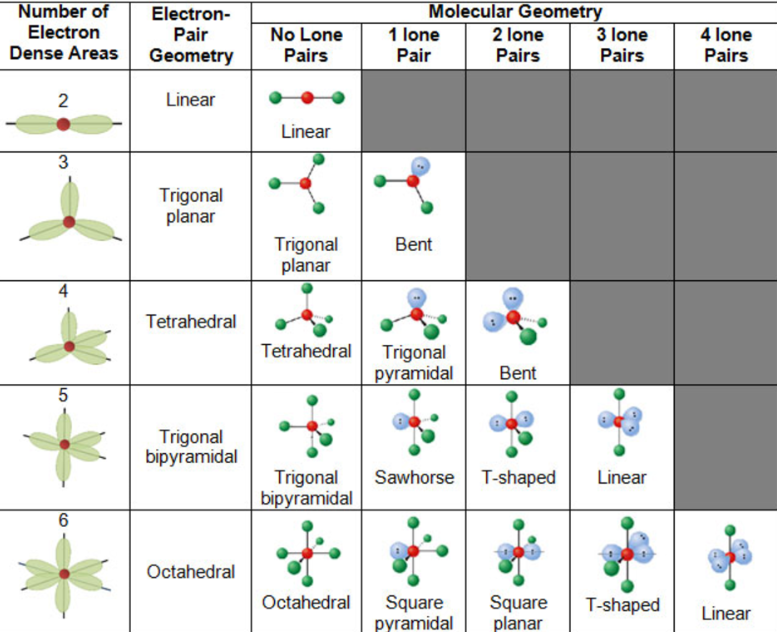 Number of
Electron
Dense Areas
Electron-
Pair
Geometry
Molecular Geometry
No Lone
Pairs
1 lone
Pair
2 lone
Pairs
3 lone
Pairs
4 lone
Pairs
2
Linear
Linear
3
Trigonal
planar
Trigonal
planar
Bent
4
Tetrahedral
Tetrahedral
Trigonal
pyramidal
Bent
5
Trigonal
bipyramidal
Trigonal
bipyramidal
Sawhorse
T-shaped
Linear
6
Octahedral
Octahedral
Square
pyramidal
Square
planar
T-shaped
Linear